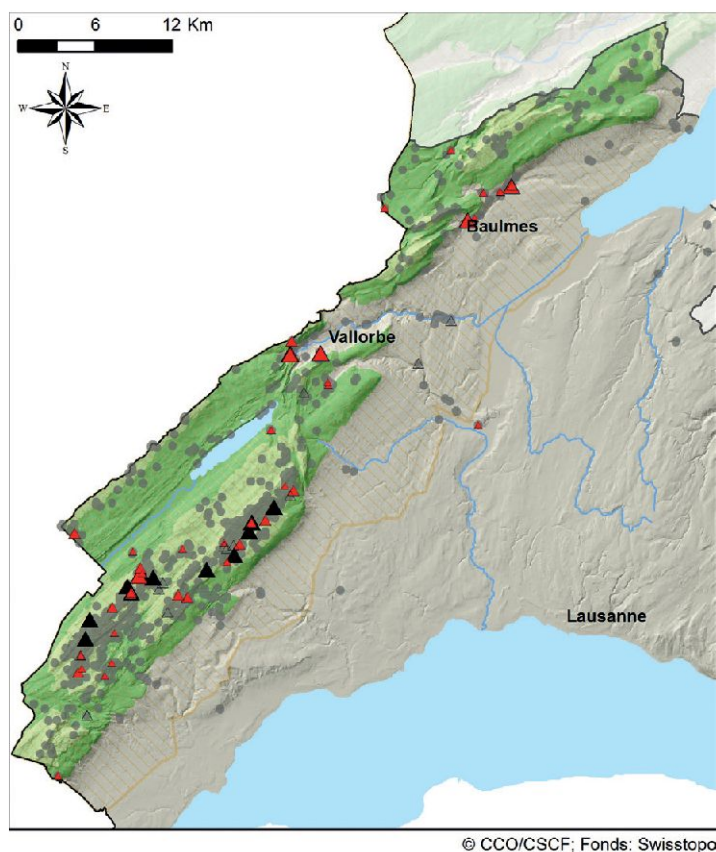 0 6 12 Km
N
W E
S
Baulmes
Vallorbe
Lausanne
© CCO/CSCF; Fonds: Swisstopo